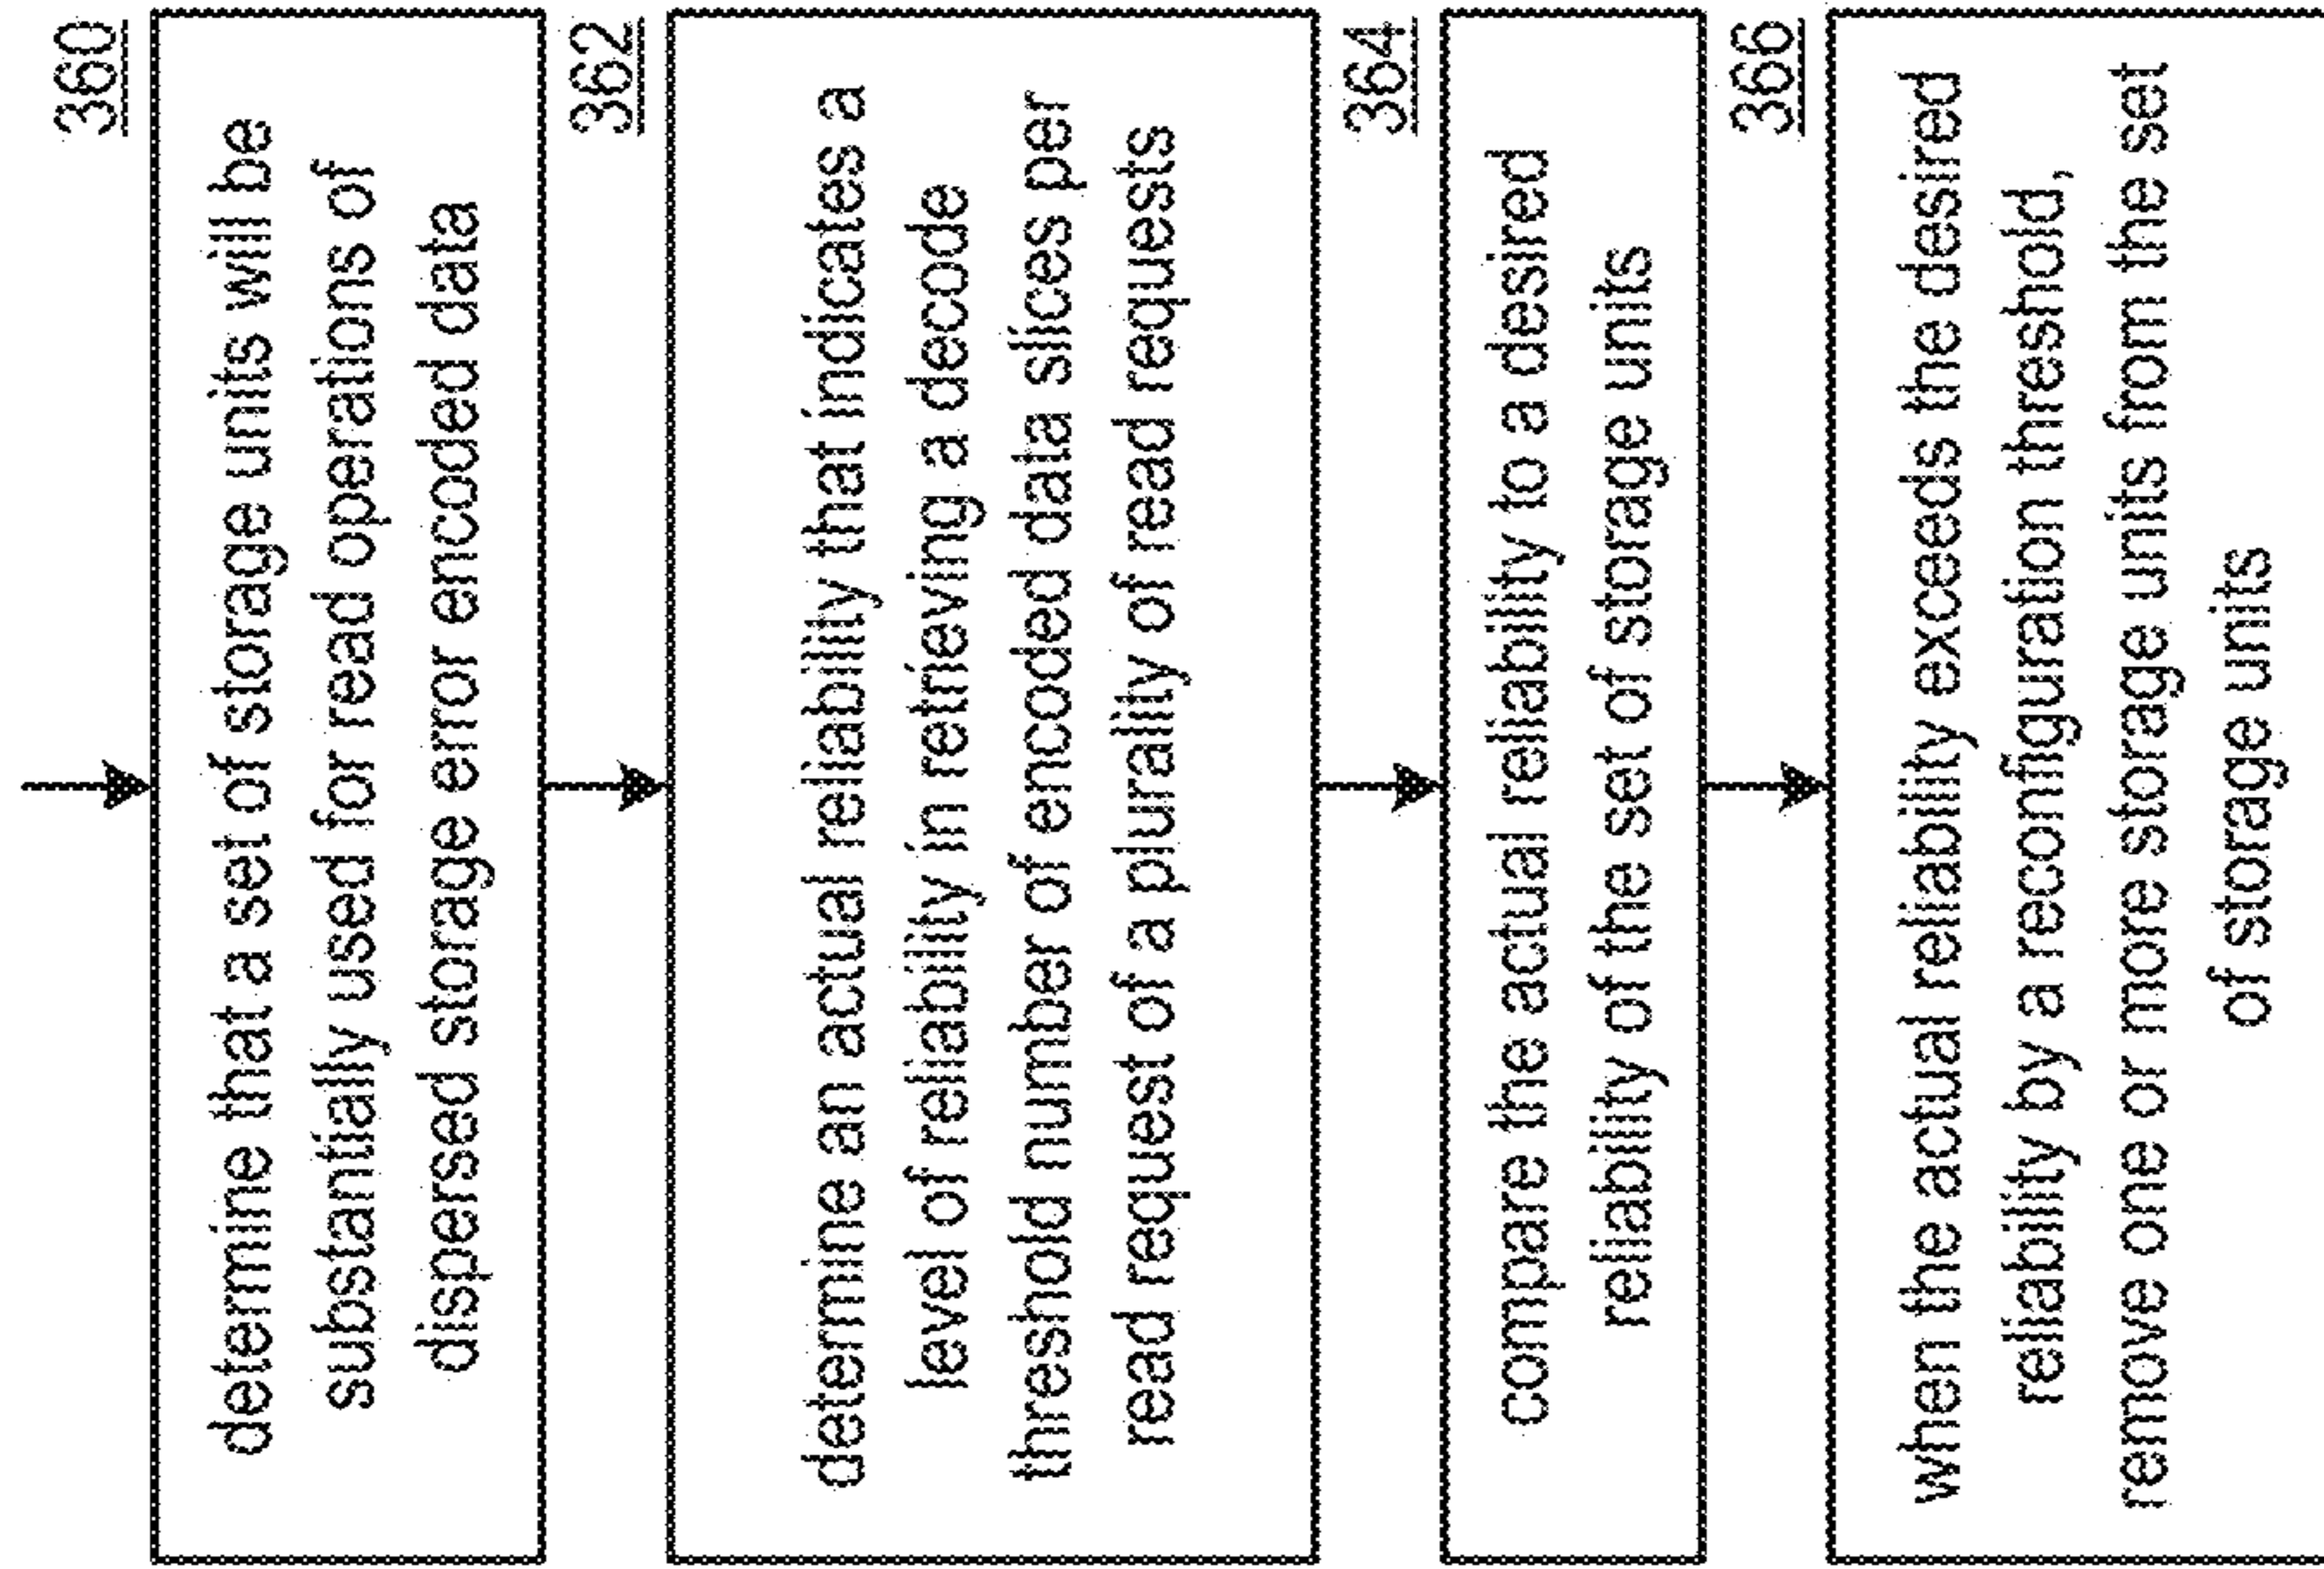 360
determine that a set of storage units will be
substantially used for read operations of
dispersed storage error encoded data
362
determine an actual reliability that indicates a
level of reliability in retrieving a decode
threshold number of encoded data slices per
read request of a plurality of read requests
364
compare the actual reliability to a desired
reliability of the set of storage units
366
when the actual reliability exceeds the desired
reliability by a reconfiguration threshold,
remove one or more storage units from the set
of storage units